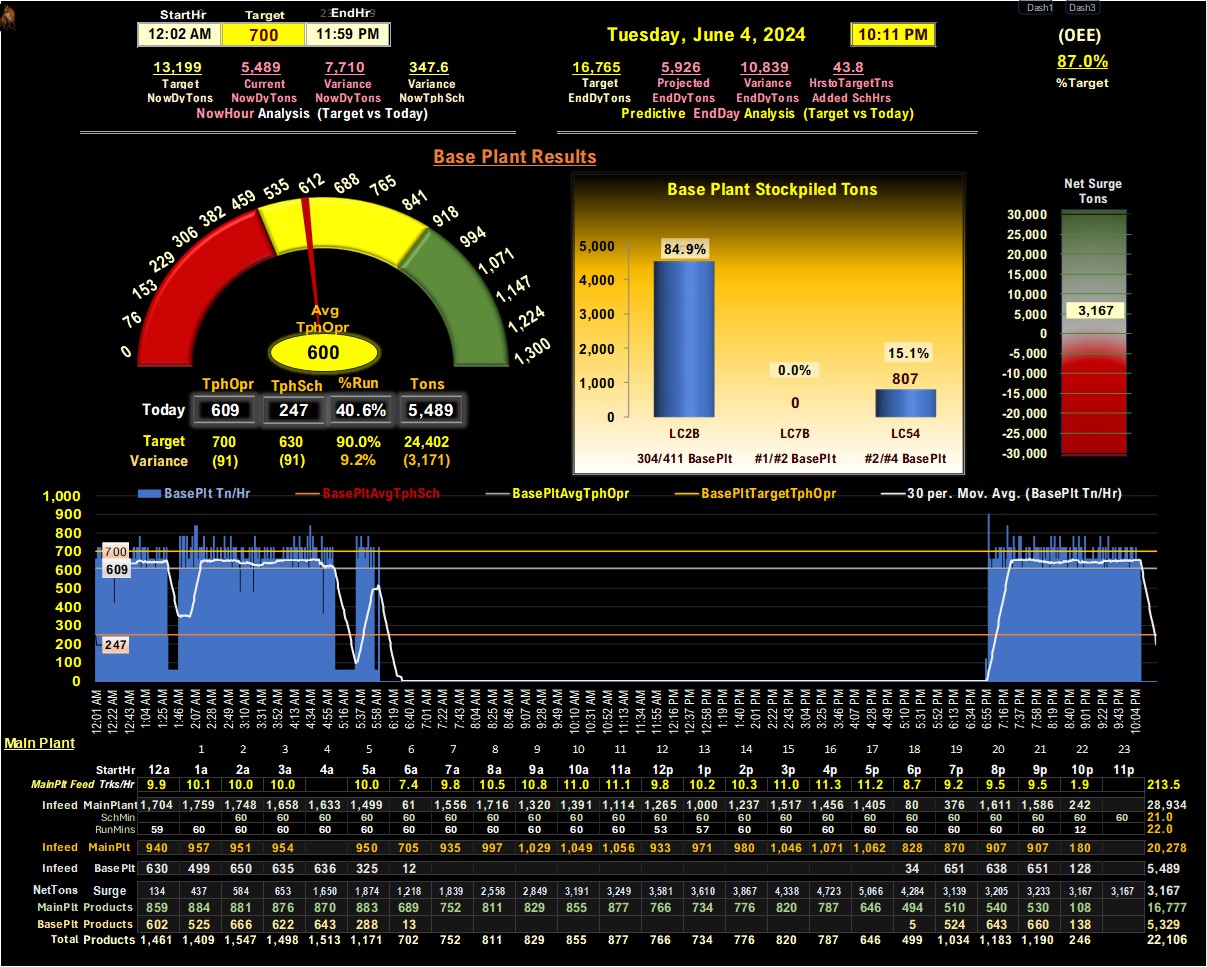 Dash1 Dash3
StartHr Target EndHr
12:02 AM 700 11:59 PM
Tuesday, June 4, 2024 10:11 PM
(OEE)
87.0%
%Target
13,199 5,489 7,710 347.6
Target Current Variance Variance
NowDyTons NowDyTons NowDyTons NowTphSch
NowHour Analysis (Target vs Today)
16,765 5,926 10,839 43.8
Target Projected Variance HrstoTargetTns
EndDyTons EndDyTons EndDyTons Added SchHrs
Predictive EndDay Analysis (Target vs Today)
Base Plant Results
0 76 153 229 306 382 459 535 612 688 765 841 918 994 1,071 1,147 1,224 1,300
Avg
TphOpr
600
TphOpr TphSch %Run Tons
Today 609 247 40.6% 5,489
Target 700 630 90.0% 24,402
Variance (91) (91) 9.2% (3,171)
Base Plant Stockpiled Tons
5,000
4,000
3,000
2,000
1,000
0
84.9%
0.0%
0
15.1%
807
LC2B LC7B LC54
304/411 BasePlt #1/#2 BasePlt #2/#4 BasePlt
Net Surge
Tons
30,000
25,000
20,000
15,000
10,000
5,000
0
-5,000
-10,000
-15,000
-20,000
-25,000
-30,000
3,167
BasePlt Tn/Hr BasePltAvgTphSch BasePltAvgTphOpr BasePltTargetTphOpr 30 per. Mov. Avg. (BasePlt Tn/Hr)
1,000
900
800
700
600
500
400
300
200
100
0
700
609
247
12:01 AM 12:22 AM 12:43 AM 1:04 AM 1:25 AM 1:46 AM 2:07 AM 2:28 AM 2:49 AM 3:10 AM 3:31 AM 3:52 AM 4:13 AM 4:34 AM 4:55 AM 5:16 AM 5:37 AM 5:58 AM 6:19 AM 6:40 AM 7:01 AM 7:22 AM 7:43 AM 8:04 AM 8:25 AM 8:46 AM 9:07 AM 9:28 AM 9:49 AM 10:10 AM 10:31 AM 10:52 AM 11:13 AM 11:34 AM 11:55 AM 12:16 PM 12:37 PM 12:58 PM 1:19 PM 1:40 PM 2:01 PM 2:22 PM 2:43 PM 3:04 PM 3:25 PM 3:46 PM 4:07 PM 4:28 PM 4:49 PM 5:10 PM 5:31 PM 5:52 PM 6:13 PM 6:34 PM 6:55 PM 7:16 PM 7:37 PM 7:58 PM 8:19 PM 8:40 PM 9:01 PM 9:22 PM 9:43 PM 10:04 PM
Main Plant
1 2 3 4 5 6 7 8 9 10 11 12 13 14 15 16 17 18 19 20 21 22 23
StartHr 12a 1a 2a 3a 4a 5a 6a 7a 8a 9a 10a 11a 12p 1p 2p 3p 4p 5p 6p 7p 8p 9p 10p 11p
MainPlt Feed Trks/Hr 9.9 10.1 10.0 10.0 10.0 7.4 9.8 10.5 10.8 11.0 11.1 9.8 10.2 10.3 11.0 11.3 11.2 8.7 9.2 9.5 9.5 1.9 213.5
Infeed MainPlant 1,704 1,759 1,748 1,658 1,633 1,499 61 1,556 1,716 1,320 1,391 1,114 1,265 1,000 1,237 1,517 1,456 1,405 80 376 1,611 1,586 242 28,934
SchMin 60 60 60 60 60 60 60 60 60 60 60 60 60 60 60 60 60 60 60 60 60 60 21.0
RunMins 59 60 60 60 60 60 60 60 60 60 60 60 53 57 60 60 60 60 60 60 60 60 12 22.0
Infeed MainPlt 940 957 951 954 950 705 935 997 1,029 1,049 1,056 933 971 980 1,046 1,071 1,062 828 870 907 907 180 20,278
Infeed BasePlt 630 499 650 635 636 325 12 34 651 638 651 128 5,489
NetTons Surge 134 437 584 653 1,650 1,874 1,218 1,839 2,558 2,849 3,191 3,249 3,581 3,610 3,867 4,338 4,723 5,066 4,284 3,139 3,205 3,233 3,167 3,167 3,167
MainPlt Products 859 884 881 876 870 883 689 752 811 829 855 877 766 734 776 820 787 646 494 510 540 530 108 16,777
BasePlt Products 602 525 666 622 643 288 13 5 524 643 660 138 5,329
Total Products 1,461 1,409 1,547 1,498 1,513 1,171 702 752 811 829 855 877 766 734 776 820 787 646 499 1,034 1,183 1,190 246 22,106